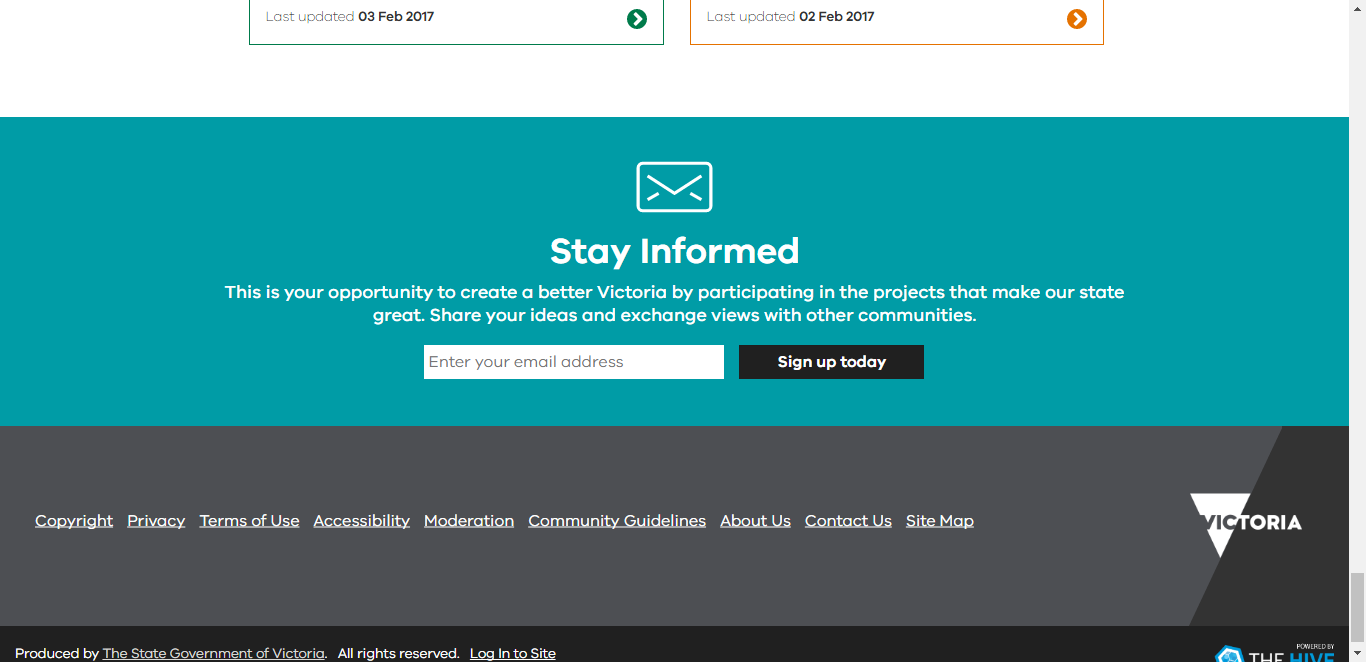 Last updated 03 Feb 2017
Last updated 02 Feb 2017
Stay Informed
This is your opportunity to create a better Victoria by participating in the projects that make our state
great. Share your ideas and exchange views with other communities.
Enter your email address
Sign up today
Copyright Privacy Terms of Use Accessibility Moderation Community Guidelines About Us Contact Us Site Map
VICTORIA
Produced by The State Government of Victoria. All rights reserved. Log In to Site
POWERED BY
THE HIVE